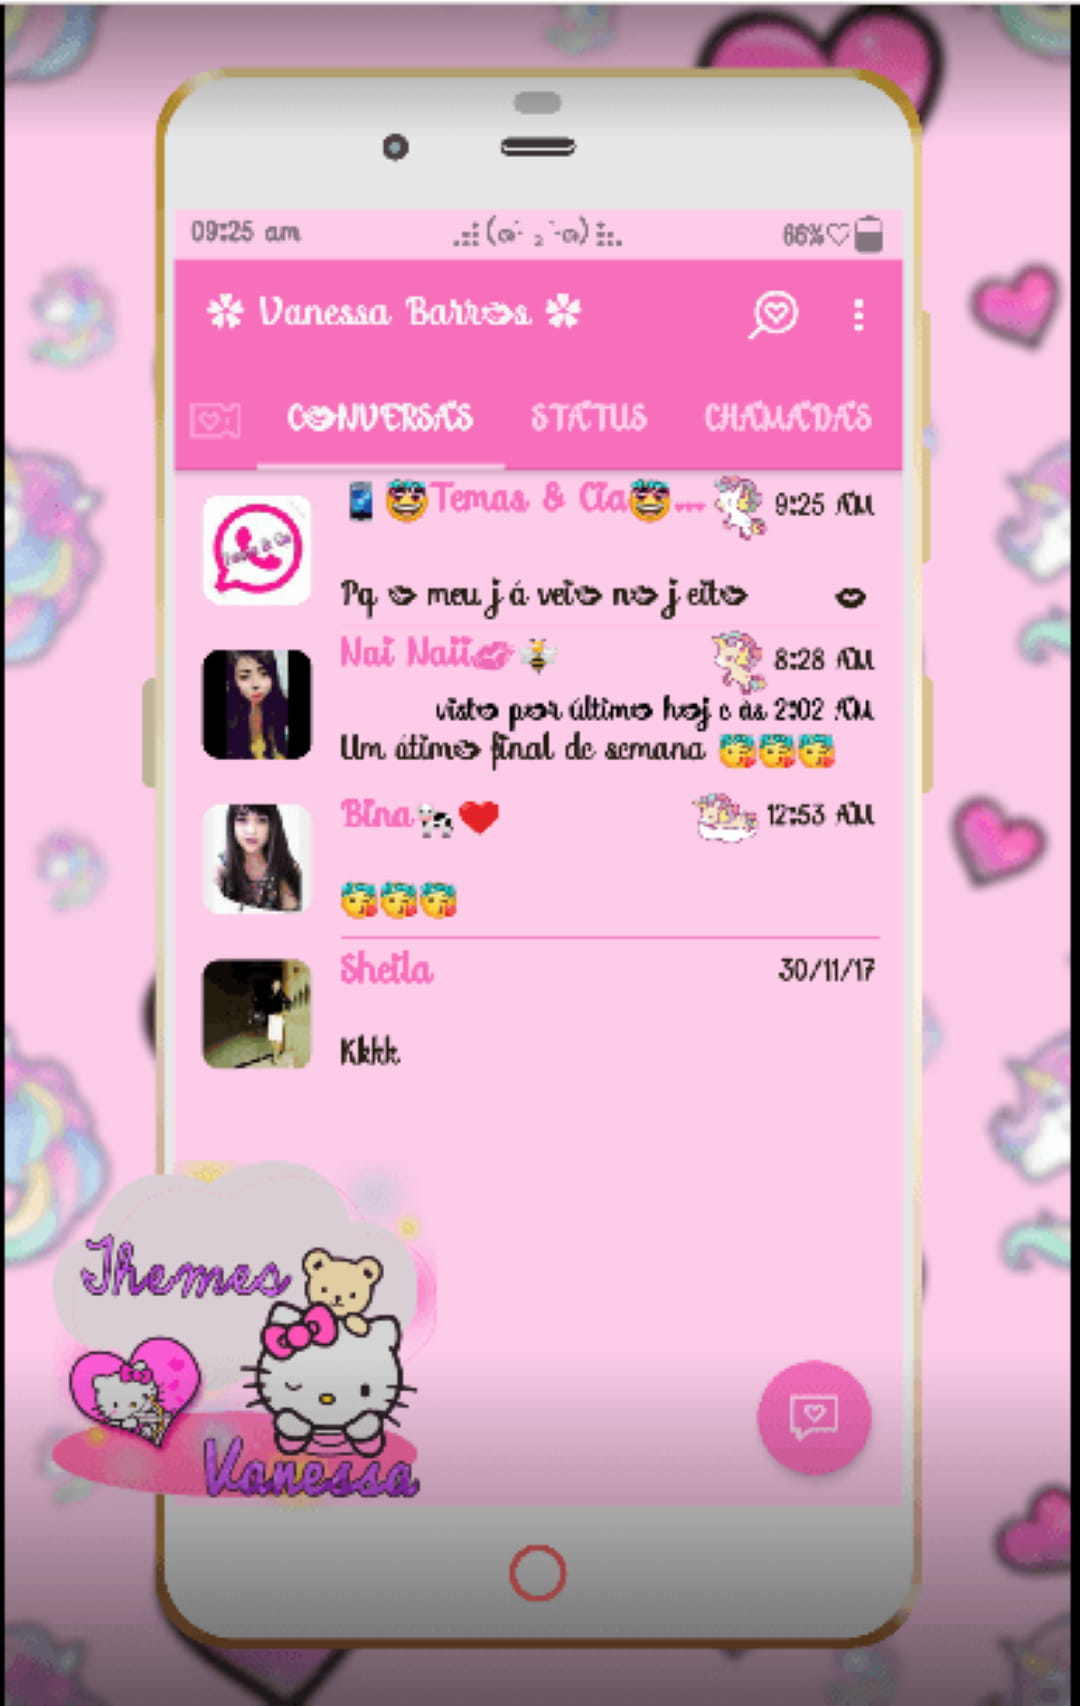 09:25 am
66%
Vanessa Barros
CONVERSAS STATUS CHAMADAS
Temas & Cia... 9:25 AM
Pq o meu já veio no jeito
Nai Naii 8:28 AM
visto por último hoje às 2:02 AM
Um ótimo final de semana
Bina 12:53 AM
Sheila 30/11/17
Kkkk
Themes
Vanessa